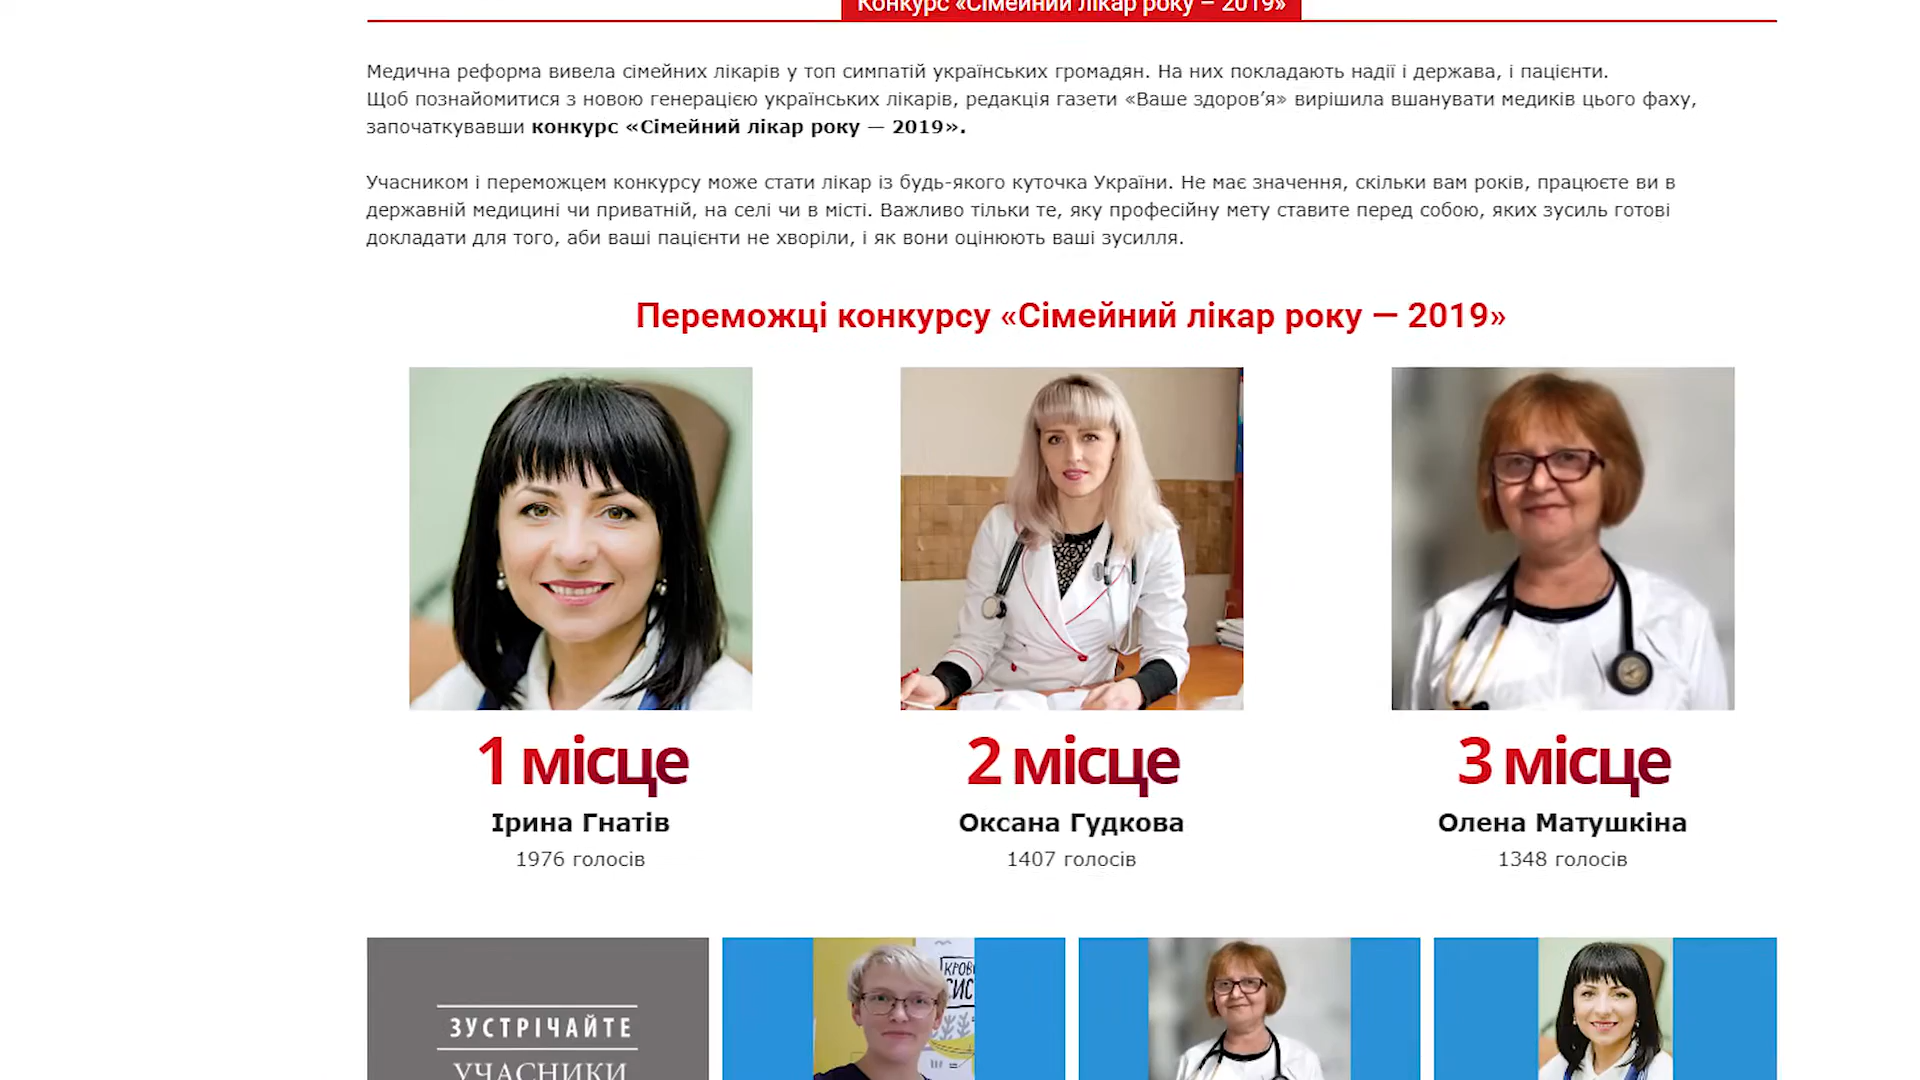 Конкурс «Сімейний лікар року – 2019»
Медична реформа вивела сімейних лікарів у топ симпатій українських громадян. На них покладають надії і держава, і пацієнти.
Щоб познайомитися з новою генерацією українських лікарів, редакція газети «Ваше здоров’я» вирішила вшанувати медиків цього фаху,
започаткувавши конкурс «Сімейний лікар року — 2019».
Учасником і переможцем конкурсу може стати лікар із будь-якого куточка України. Не має значення, скільки вам років, працюєте ви в
державній медицині чи приватній, на селі чи в місті. Важливо тільки те, яку професійну мету ставите перед собою, яких зусиль готові
докладати для того, аби ваші пацієнти не хворіли, і як вони оцінюють ваші зусилля.
Переможці конкурсу «Сімейний лікар року — 2019»
1 місце
2 місце
3 місце
Ірина Гнатів
Оксана Гудкова
Олена Матушкіна
1976 голосів
1407 голосів
1348 голосів
ЗУСТРІЧАЙТЕ
УЧАСНИКИ